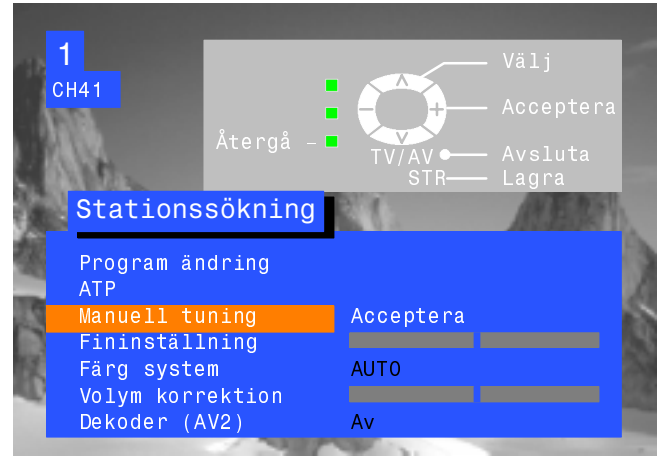 1
CH41
Välj
Acceptera
Återgå –
TV/AV Avsluta
STR Lagra
Stationssökning
Program ändring
ATP
Manuell tuning Acceptera
Fininställning
Färg system AUTO
Volym korrektion
Dekoder (AV2) Av